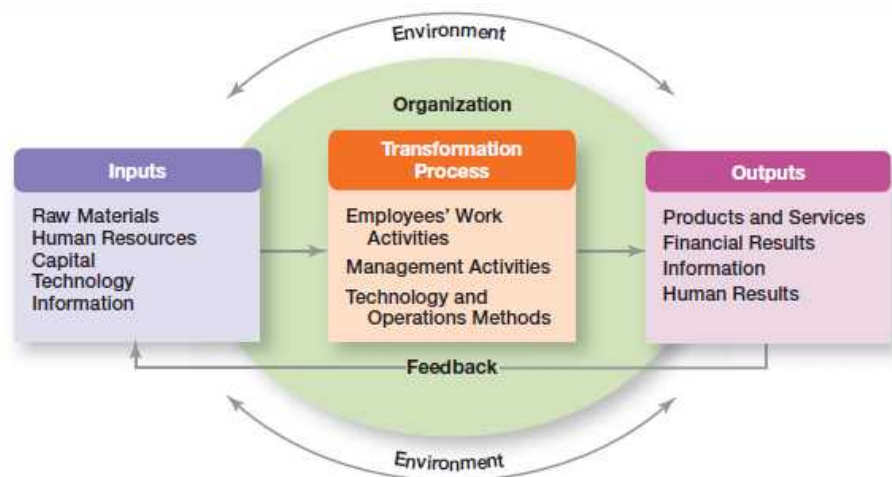 Environment
Organization
Inputs
Raw Materials
Human Resources
Capital
Technology
Information
Transformation
Process
Employees' Work
Activities
Management Activities
Technology and
Operations Methods
Outputs
Products and Services
Financial Results
Information
Human Results
Feedback
Environment